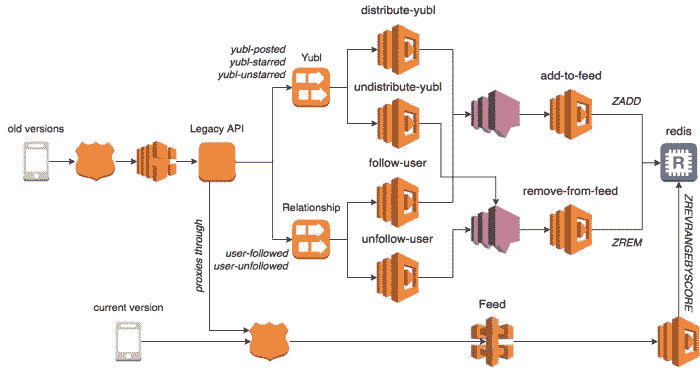 distribute-yubl
yubl-posted
yubl-starred
yubl-unstarred
Yubl
undistribute-yubl
add-to-feed
ZADD
old versions
Legacy API
redis
R
follow-user
Relationship
remove-from-feed
user-followed
user-unfollowed
unfollow-user
ZREM
proxies through
ZREVRANGEBYSCORE
current version
Feed